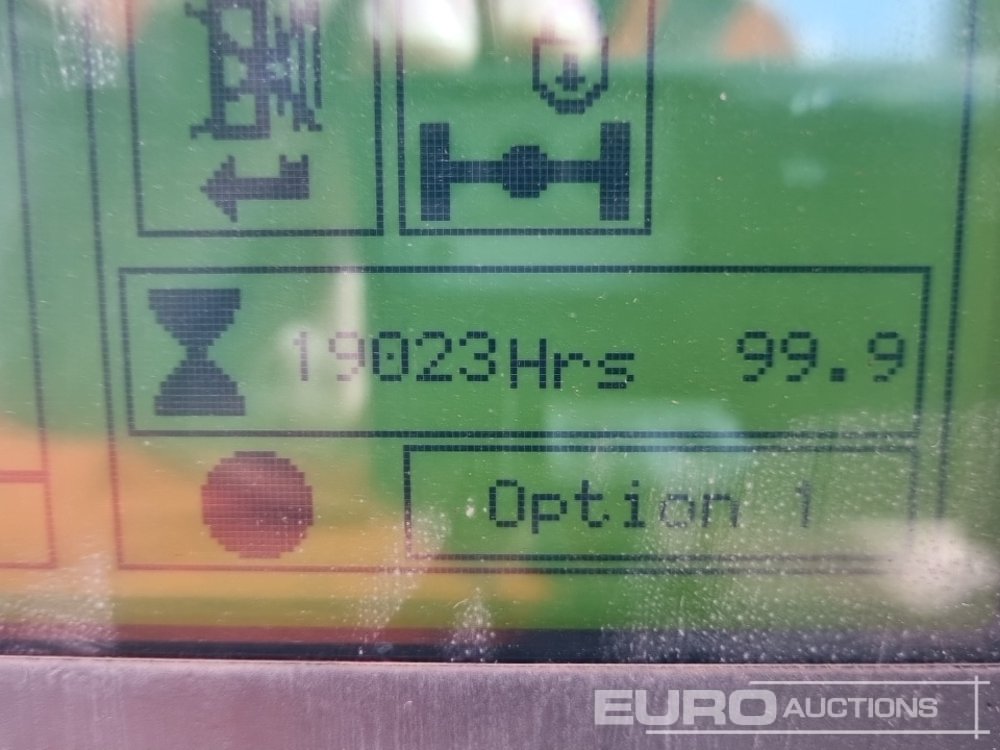 19023Hrs 99.9
Option 1
EURO AUCTIONS